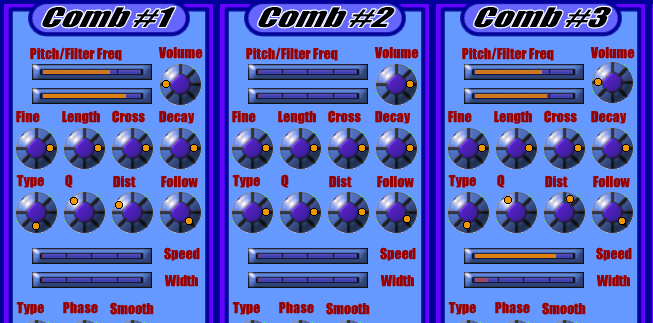 Comb #1 Comb #2 Comb #3
Pitch/Filter Freq Volume Pitch/Filter Freq Volume Pitch/Filter Freq Volume
Fine Length Cross Decay Fine Length Cross Decay Fine Length Cross Decay
Type Q Dist Follow Type Q Dist Follow Type Q Dist Follow
Speed Speed Speed
Width Width Width
Type Phase Smooth Type Phase Smooth Type Phase Smooth